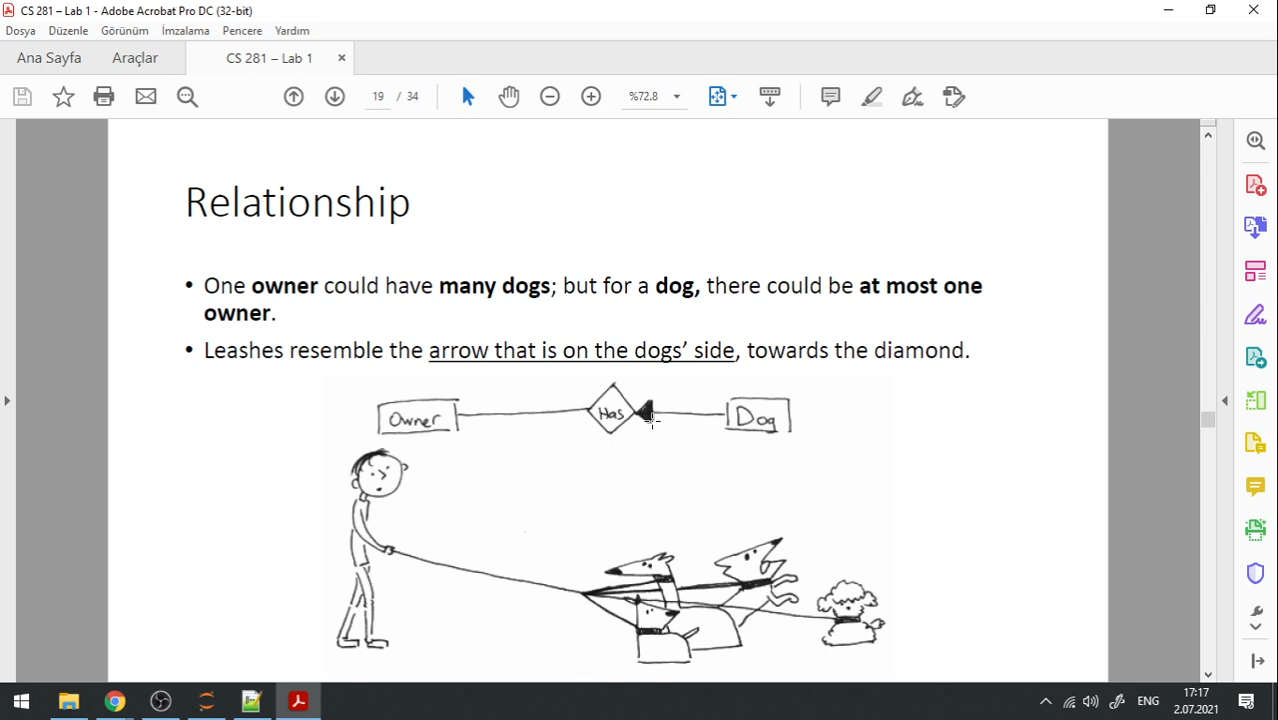 CS 281 – Lab 1 - Adobe Acrobat Pro DC (32-bit)
Dosya Düzenle Görünüm İmzalama Pencere Yardım
Ana Sayfa Araçlar CS 281 – Lab 1 ×
19 / 34 %72.8
Relationship
• One owner could have many dogs; but for a dog, there could be at most one
owner.
• Leashes resemble the arrow that is on the dogs’ side, towards the diamond.
Owner Has Dog
ENG
17:17
2.07.2021